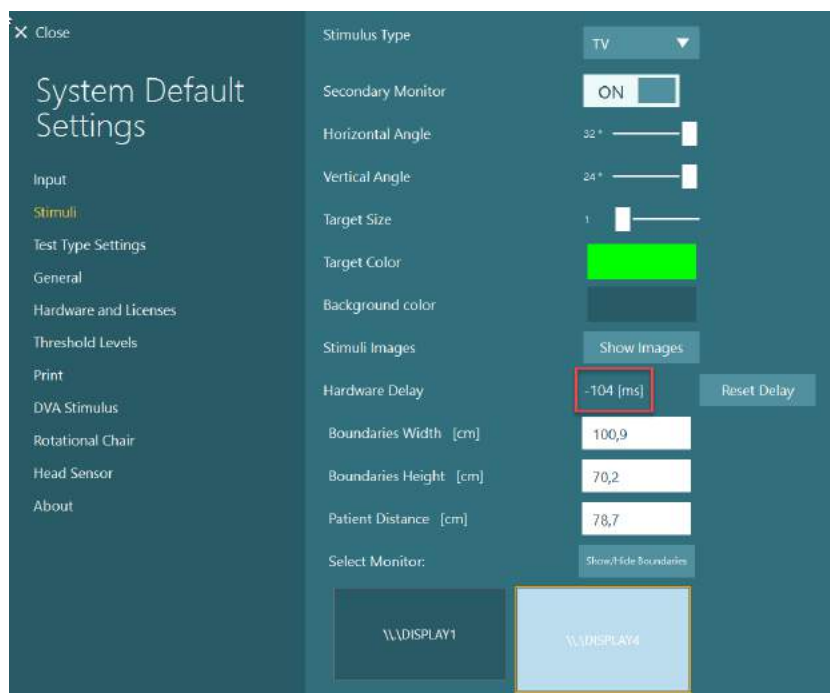 Close
System Default
Settings
Input
Stimuli
Test Type Settings
General
Hardware and Licenses
Threshold Levels
Print
DVA Stimulus
Rotational Chair
Head Sensor
About
Stimulus Type
TV
Secondary Monitor
ON
Horizontal Angle
32 °
Vertical Angle
24 °
Target Size
1
Target Color
Background color
Stimuli Images
Show Images
Hardware Delay
-104 [ms]
Reset Delay
Boundaries Width [cm]
100,9
Boundaries Height [cm]
70,2
Patient Distance [cm]
78,7
Select Monitor:
Show/Hide Boundaries
\\.\DISPLAY1
\\.\DISPLAY4